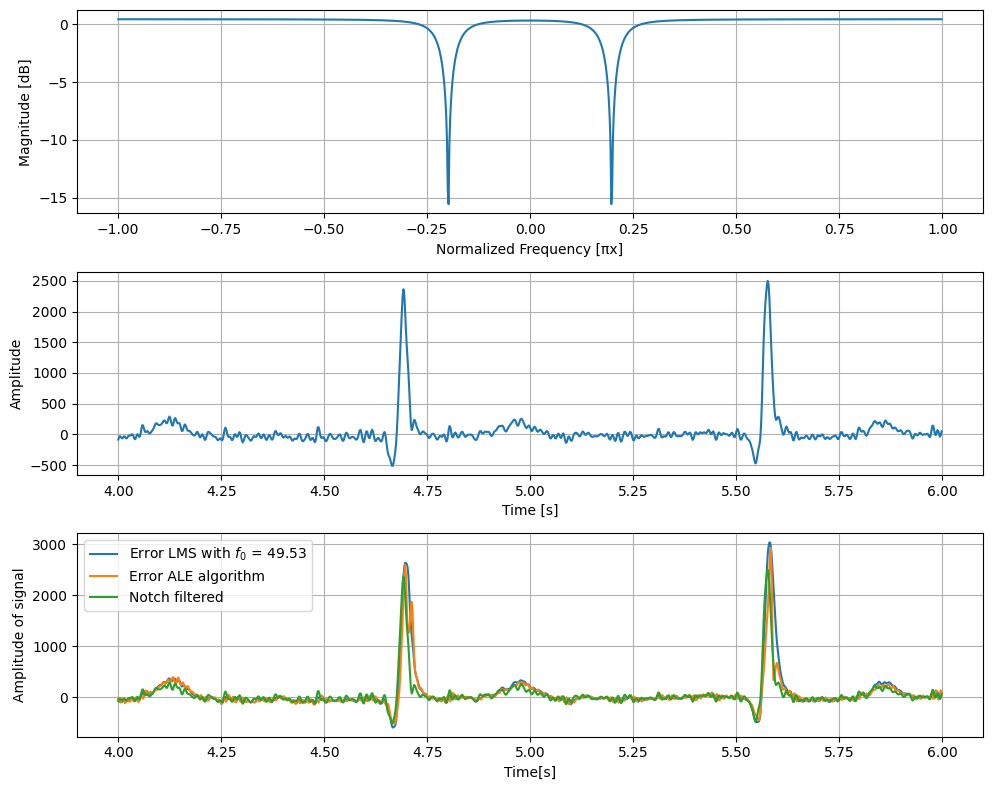 0
−5
−10
−15
Magnitude [dB]
−1.00 −0.75 −0.50 −0.25 0.00 0.25 0.50 0.75 1.00
Normalized Frequency [πx]
2500
2000
1500
1000
500
0
−500
Amplitude
4.00 4.25 4.50 4.75 5.00 5.25 5.50 5.75 6.00
Time [s]
3000
2000
1000
0
Amplitude of signal
Error LMS with f₀ = 49.53
Error ALE algorithm
Notch filtered
4.00 4.25 4.50 4.75 5.00 5.25 5.50 5.75 6.00
Time[s]